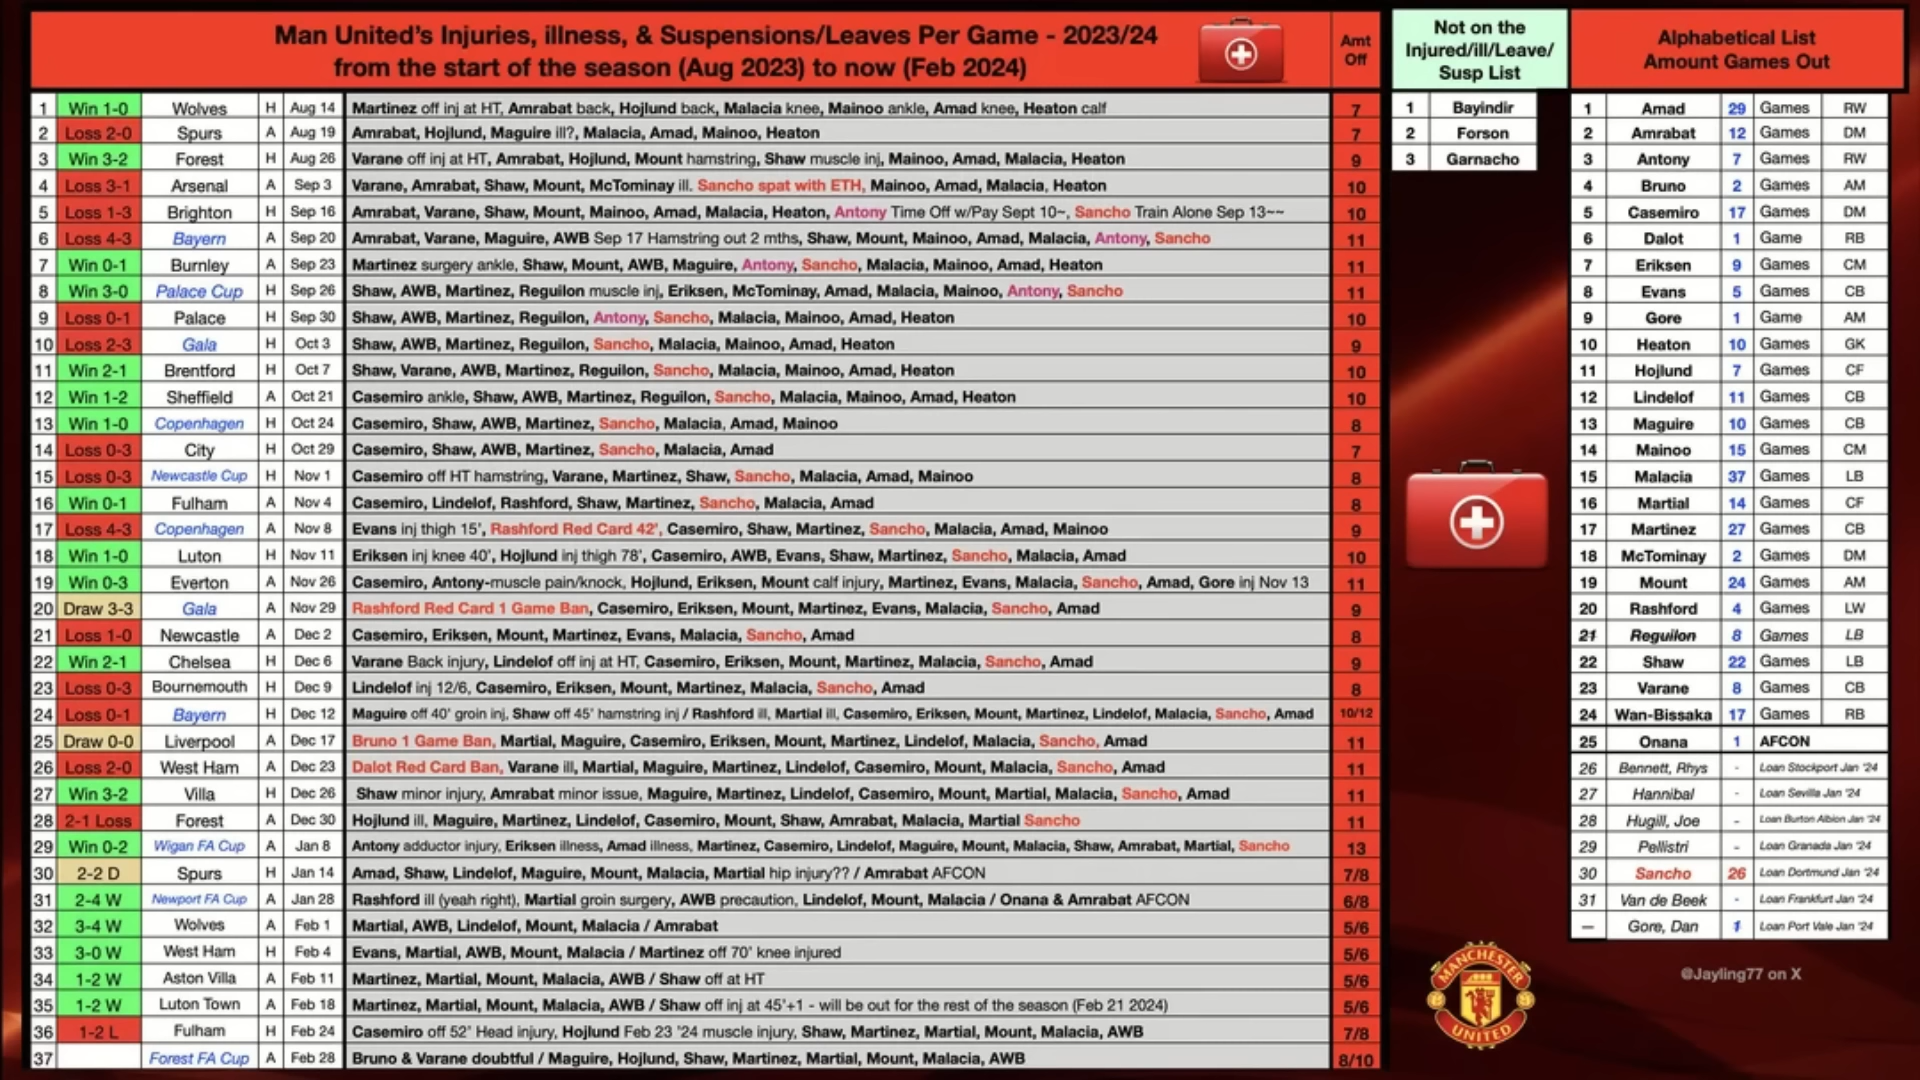 Man United's Injuries, illness, & Suspensions/Leaves Per Game - 2023/24
from the start of the season (Aug 2023) to now (Feb 2024)
Amt
Off
1 Win 1-0 Wolves H Aug 14 Martinez off inj at HT, Amrabat back, Hojlund back, Malacia knee, Mainoo ankle, Amad knee, Heaton calf 7
2 Loss 2-0 Spurs A Aug 19 Amrabat, Hojlund, Maguire ill?, Malacia, Amad, Mainoo, Heaton 7
3 Win 3-2 Forest H Aug 26 Varane off inj at HT, Amrabat, Hojlund, Mount hamstring, Shaw muscle inj, Mainoo, Amad, Malacia, Heaton 9
4 Loss 3-1 Arsenal A Sep 3 Varane, Amrabat, Shaw, Mount, McTominay ill. Sancho spat with ETH, Mainoo, Amad, Malacia, Heaton 10
5 Loss 1-3 Brighton H Sep 16 Amrabat, Varane, Shaw, Mount, Mainoo, Amad, Malacia, Heaton, Antony Time Off w/Pay Sept 10~, Sancho Train Alone Sep 13~~ 10
6 Loss 4-3 Bayern A Sep 20 Amrabat, Varane, Maguire, AWB Sep 17 Hamstring out 2 mths, Shaw, Mount, Mainoo, Amad, Malacia, Antony, Sancho 11
7 Win 0-1 Burnley A Sep 23 Martinez surgery ankle, Shaw, Mount, AWB, Maguire, Antony, Sancho, Malacia, Mainoo, Amad, Heaton 11
8 Win 3-0 Palace Cup H Sep 26 Shaw, AWB, Martinez, Reguilon muscle inj, Eriksen, McTominay, Amad, Malacia, Mainoo, Antony, Sancho 11
9 Loss 0-1 Palace H Sep 30 Shaw, AWB, Martinez, Reguilon, Antony, Sancho, Malacia, Mainoo, Amad, Heaton 10
10 Loss 2-3 Gala H Oct 3 Shaw, AWB, Martinez, Reguilon, Sancho, Malacia, Mainoo, Amad, Heaton 9
11 Win 2-1 Brentford H Oct 7 Shaw, Varane, AWB, Martinez, Reguilon, Sancho, Malacia, Mainoo, Amad, Heaton 10
12 Win 1-2 Sheffield A Oct 21 Casemiro ankle, Shaw, AWB, Martinez, Reguilon, Sancho, Malacia, Mainoo, Amad, Heaton 10
13 Win 1-0 Copenhagen H Oct 24 Casemiro, Shaw, AWB, Martinez, Sancho, Malacia, Amad, Mainoo 8
14 Loss 0-3 City H Oct 29 Casemiro, Shaw, AWB, Martinez, Sancho, Malacia, Amad 7
15 Loss 0-3 Newcastle Cup H Nov 1 Casemiro off HT hamstring, Varane, Martinez, Shaw, Sancho, Malacia, Amad, Mainoo 8
16 Win 0-1 Fulham A Nov 4 Casemiro, Lindelof, Rashford, Shaw, Martinez, Sancho, Malacia, Amad 8
17 Loss 4-3 Copenhagen A Nov 8 Evans inj thigh 15', Rashford Red Card 42', Casemiro, Shaw, Martinez, Sancho, Malacia, Amad, Mainoo 9
18 Win 1-0 Luton H Nov 11 Eriksen inj knee 40', Hojlund inj thigh 78', Casemiro, AWB, Evans, Shaw, Martinez, Sancho, Malacia, Amad 10
19 Win 0-3 Everton A Nov 26 Casemiro, Antony-muscle pain/knock, Hojlund, Eriksen, Mount calf injury, Martinez, Evans, Malacia, Sancho, Amad, Gore inj Nov 13 11
20 Draw 3-3 Gala A Nov 29 Rashford Red Card 1 Game Ban, Casemiro, Eriksen, Mount, Martinez, Evans, Malacia, Sancho, Amad 9
21 Loss 1-0 Newcastle A Dec 2 Casemiro, Eriksen, Mount, Martinez, Evans, Malacia, Sancho, Amad 8
22 Win 2-1 Chelsea H Dec 6 Varane Back injury, Lindelof off inj at HT, Casemiro, Eriksen, Mount, Martinez, Malacia, Sancho, Amad 9
23 Loss 0-3 Bournemouth H Dec 9 Lindelof inj 12/6, Casemiro, Eriksen, Mount, Martinez, Malacia, Sancho, Amad 8
24 Loss 0-1 Bayern H Dec 12 Maguire off 40' groin inj, Shaw off 45' hamstring inj / Rashford ill, Martial ill, Casemiro, Eriksen, Mount, Martinez, Lindelof, Malacia, Sancho, Amad 10/12
25 Draw 0-0 Liverpool A Dec 17 Bruno 1 Game Ban, Martial, Maguire, Casemiro, Eriksen, Mount, Martinez, Lindelof, Malacia, Sancho, Amad 11
26 Loss 2-0 West Ham A Dec 23 Dalot Red Card Ban, Varane ill, Martial, Maguire, Martinez, Lindelof, Casemiro, Mount, Malacia, Sancho, Amad 11
27 Win 3-2 Villa H Dec 26 Shaw minor injury, Amrabat minor issue, Maguire, Martinez, Lindelof, Casemiro, Mount, Martial, Malacia, Sancho, Amad 11
28 2-1 Loss Forest A Dec 30 Hojlund ill, Maguire, Martinez, Lindelof, Casemiro, Mount, Shaw, Amrabat, Malacia, Martial Sancho 11
29 Win 0-2 Wigan FA Cup A Jan 8 Antony adductor injury, Eriksen illness, Amad illness, Martinez, Casemiro, Lindelof, Maguire, Mount, Malacia, Shaw, Amrabat, Martial, Sancho 13
30 2-2 D Spurs H Jan 14 Amad, Shaw, Lindelof, Maguire, Mount, Malacia, Martial hip injury?? / Amrabat AFCON 7/8
31 2-4 W Newport FA Cup A Jan 28 Rashford ill (yeah right), Martial groin surgery, AWB precaution, Lindelof, Mount, Malacia / Onana & Amrabat AFCON 6/8
32 3-4 W Wolves A Feb 1 Martial, AWB, Lindelof, Mount, Malacia / Amrabat 5/6
33 3-0 W West Ham H Feb 4 Evans, Martial, AWB, Mount, Malacia / Martinez off 70' knee injured 5/6
34 1-2 W Aston Villa A Feb 11 Martinez, Martial, Mount, Malacia, AWB / Shaw off at HT 5/6
35 1-2 W Luton Town A Feb 18 Martinez, Martial, Mount, Malacia, AWB / Shaw off inj at 45'+1 - will be out for the rest of the season (Feb 21 2024) 5/6
36 1-2 L Fulham H Feb 24 Casemiro off 52" Head injury, Hojlund Feb 23 '24 muscle injury, Shaw, Martinez, Martial, Mount, Malacia, AWB 7/8
37 Forest FA Cup A Feb 28 Bruno & Varane doubtful / Maguire, Hojlund, Shaw, Martinez, Martial, Mount, Malacia, AWB 8/10
Not on the
Injured/ill/Leave/
Susp List
1 Bayindir
2 Forson
3 Garnacho
Alphabetical List
Amount Games Out
1 Amad 29 Games RW
2 Amrabat 12 Games DM
3 Antony 7 Games RW
4 Bruno 2 Games AM
5 Casemiro 17 Games DM
6 Dalot 1 Game RB
7 Eriksen 9 Games CM
8 Evans 5 Games CB
9 Gore 1 Game AM
10 Heaton 10 Games GK
11 Hojlund 7 Games CF
12 Lindelof 11 Games CB
13 Maguire 10 Games CB
14 Mainoo 15 Games CM
15 Malacia 37 Games LB
16 Martial 14 Games CF
17 Martinez 27 Games CB
18 McTominay 2 Games DM
19 Mount 24 Games AM
20 Rashford 4 Games LW
21 Reguilon 8 Games LB
22 Shaw 22 Games LB
23 Varane 8 Games CB
24 Wan-Bissaka 17 Games RB
25 Onana 1 AFCON
26 Bennett, Rhys - Loan Stockport Jan '24
27 Hannibal - Loan Sevilla Jan '24
28 Hugill, Joe - Loan Burton Albion Jan '24
29 Pellistri - Loan Granada Jan '24
30 Sancho 26 Loan Dortmund Jan '24
31 Van de Beek - Loan Frankfurt Jan '24
— Gore, Dan 1 Loan Port Vale Jan '24
MANCHESTER
UNITED
@Jayling77 on X